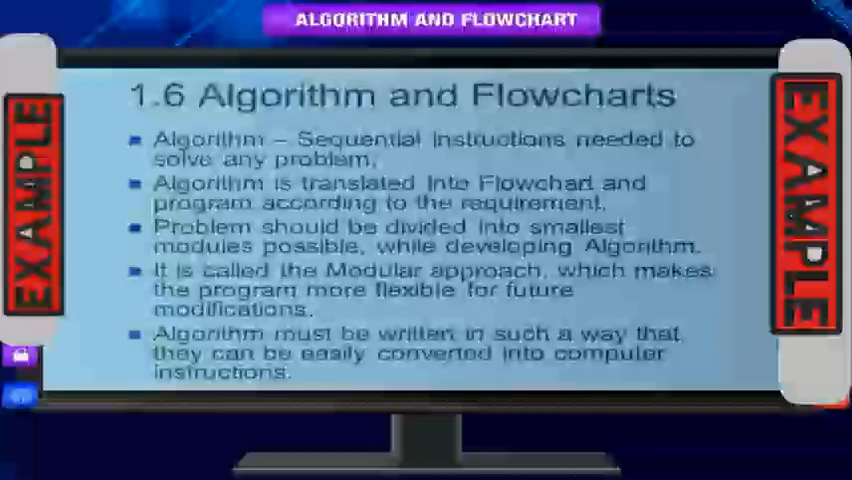 ALGORITHM AND FLOWCHART
EXAMPLE
EXAMPLE
1.6 Algorithm and Flowcharts
Algorithm – Sequential Instructions needed to
solve any problem.
Algorithm is translated into Flowchart and
program according to the requirement.
Problem should be divided into smallest
modules possible, while developing Algorithm.
It is called the Modular approach, which makes
the program more flexible for future
modifications.
Algorithm must be written in such a way that
they can be easily converted into computer
instructions.